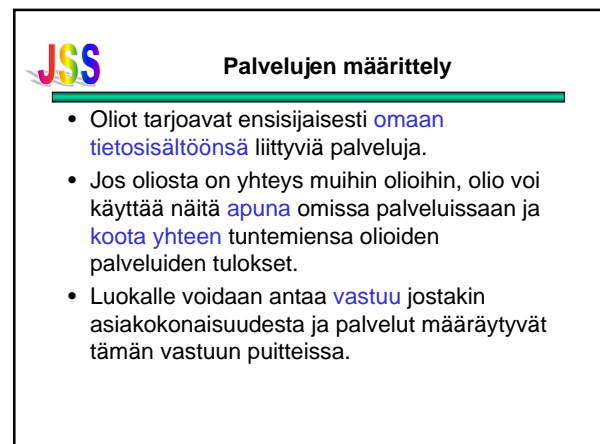 JSS
Palvelujen määrittely
• Oliot tarjoavat ensisijaisesti omaan
tietosisältöönsä liittyviä palveluja.
• Jos oliosta on yhteys muihin olioihin, olio voi
käyttää näitä apuna omissa palveluissaan ja
koota yhteen tuntemiensa olioiden
palveluiden tulokset.
• Luokalle voidaan antaa vastuu jostakin
asiakokonaisuudesta ja palvelut määräytyvät
tämän vastuun puitteissa.